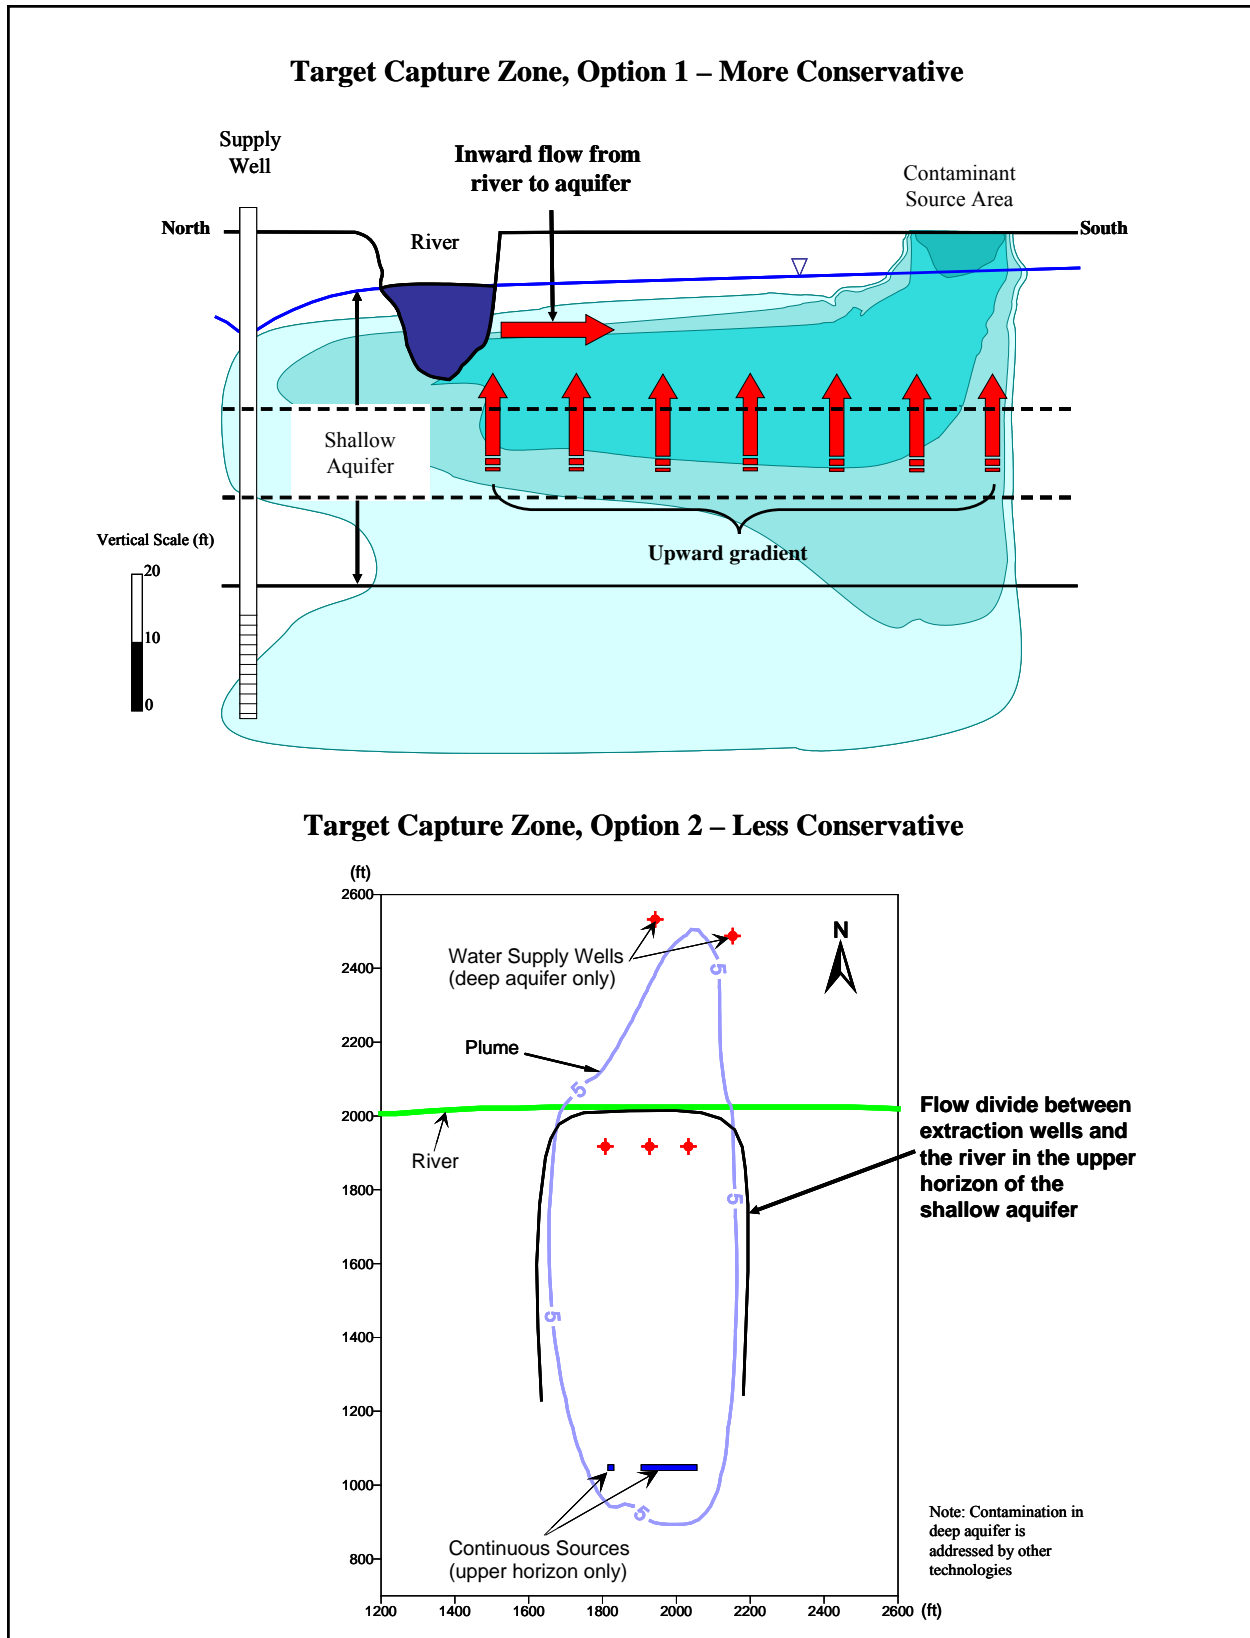 Target Capture Zone, Option 1 – More Conservative
Supply
Well
Inward flow from
river to aquifer
Contaminant
Source Area
North
River
South
Shallow
Aquifer
Vertical Scale (ft)
20
10
0
Upward gradient
Target Capture Zone, Option 2 – Less Conservative
(ft)
2600
2400
2200
2000
1800
1600
1400
1200
1000
800
N
Water Supply Wells
(deep aquifer only)
5
Plume
5
River
Flow divide between
extraction wells and
the river in the upper
horizon of the
shallow aquifer
5
5
5
Continuous Sources
(upper horizon only)
Note: Contamination in
deep aquifer is
addressed by other
technologies
1200 1400 1600 1800 2000 2200 2400 2600 (ft)